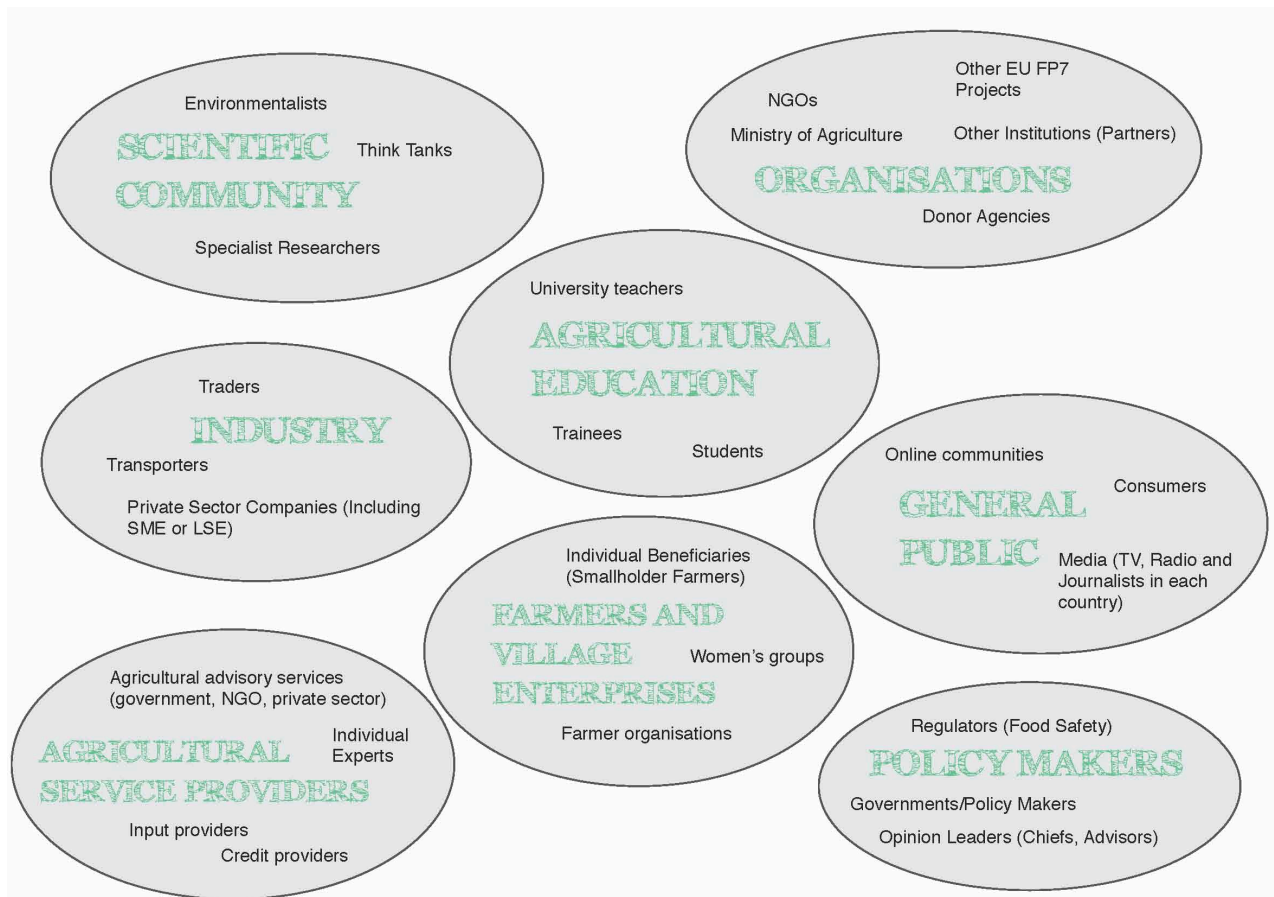 Environmentalists
SCIENTIFIC
Think Tanks
COMMUNITY
Specialist Researchers
Other EU FP7
Projects
NGOs
Ministry of Agriculture
Other Institutions (Partners)
ORGANISATIONS
Donor Agencies
University teachers
AGRICULTURAL
EDUCATION
Trainees
Students
Traders
INDUSTRY
Transporters
Private Sector Companies (Including
SME or LSE)
Online communities
Consumers
GENERAL
PUBLIC
Media (TV, Radio and
Journalists in each
country)
Individual Beneficiaries
(Smallholder Farmers)
FARMERS AND
VILLAGE
Women's groups
ENTERPRISES
Farmer organisations
Agricultural advisory services
(government, NGO, private sector)
Individual
Experts
AGRICULTURAL
SERVICE PROVIDERS
Input providers
Credit providers
Regulators (Food Safety)
POLICY MAKERS
Governments/Policy Makers
Opinion Leaders (Chiefs, Advisors)